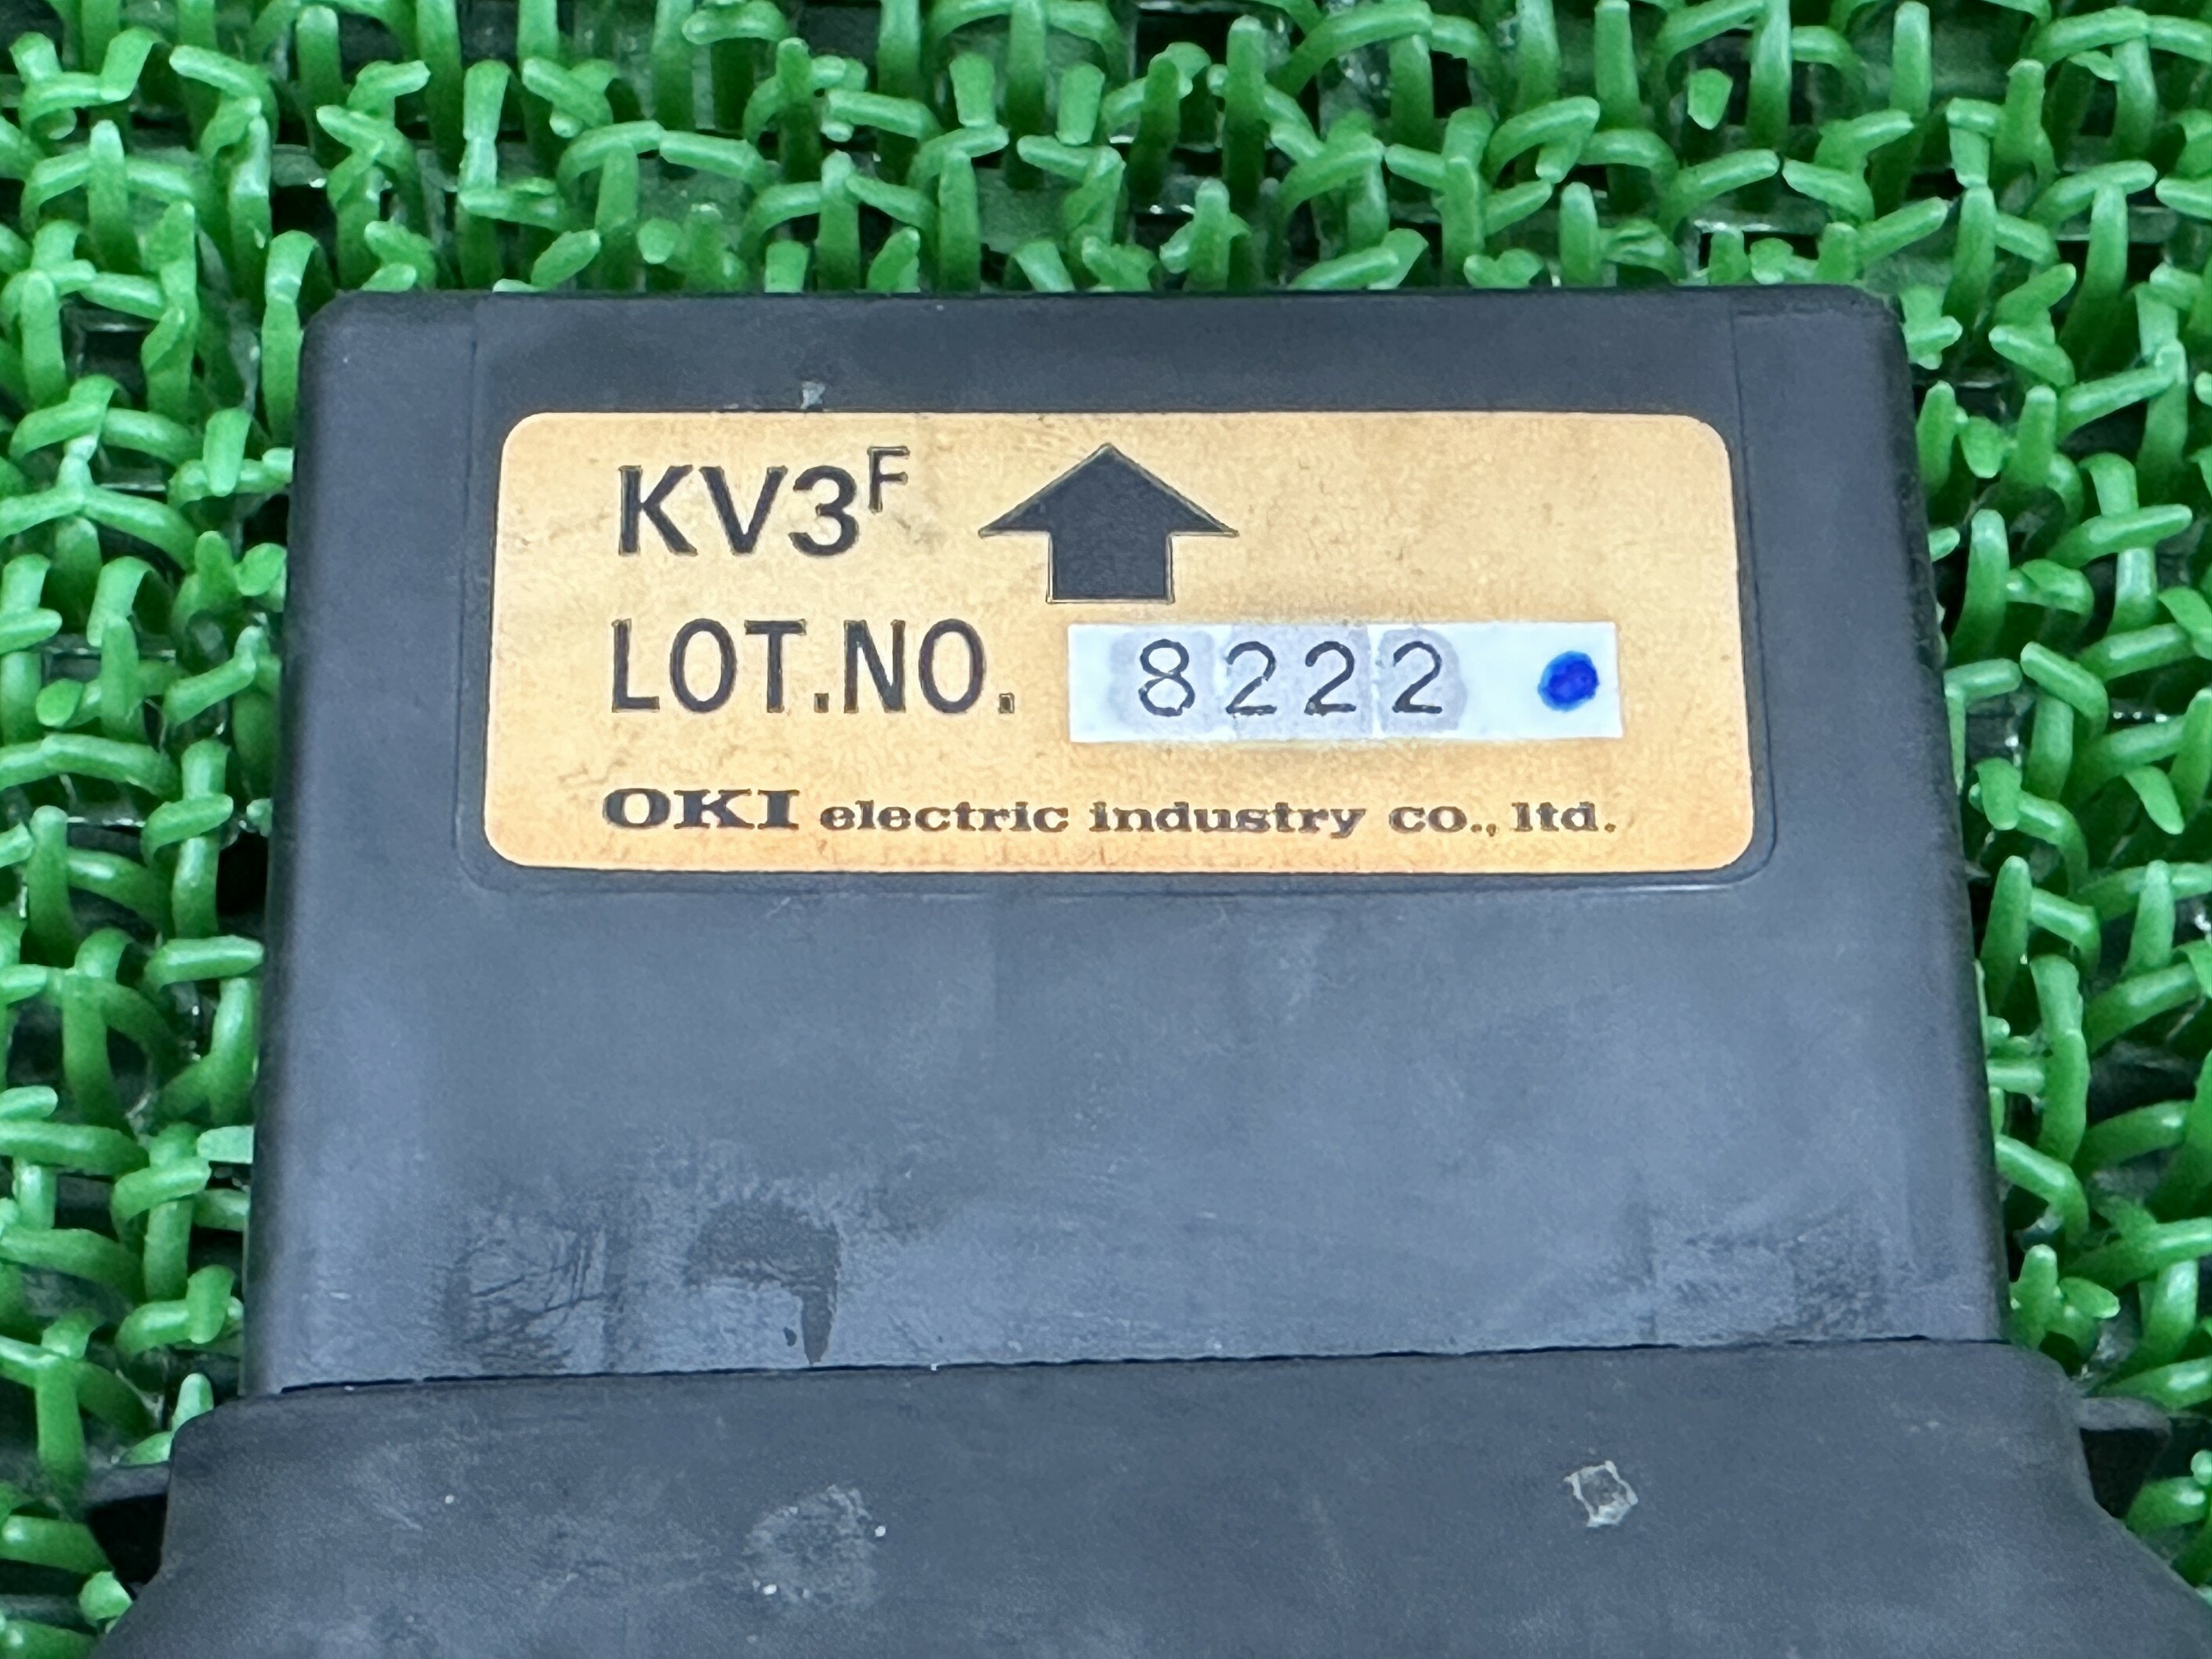 KV3F
LOT.NO. 8222
OKI electric industry co., ltd.